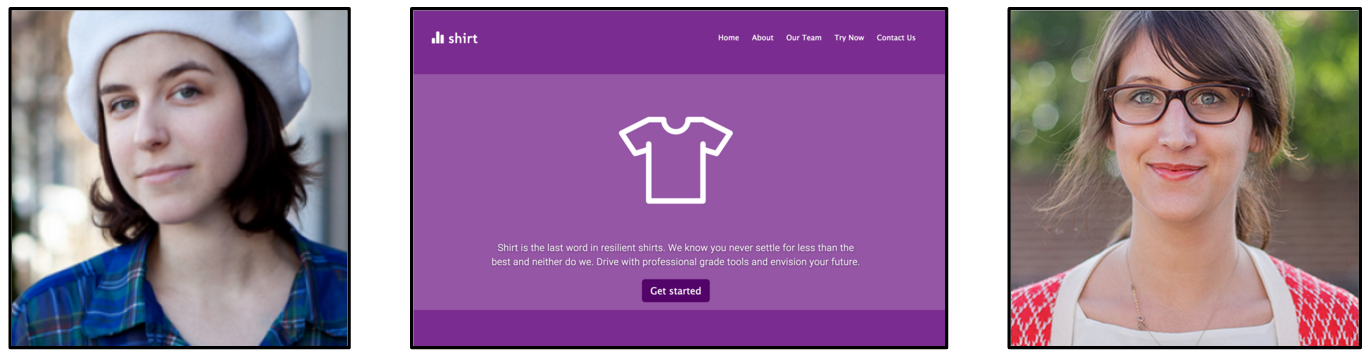 shirt
Home About Our Team Try Now Contact Us
Shirt is the last word in resilient shirts. We know you never settle for less than the
best and neither do we. Drive with professional grade tools and envision your future.
Get started